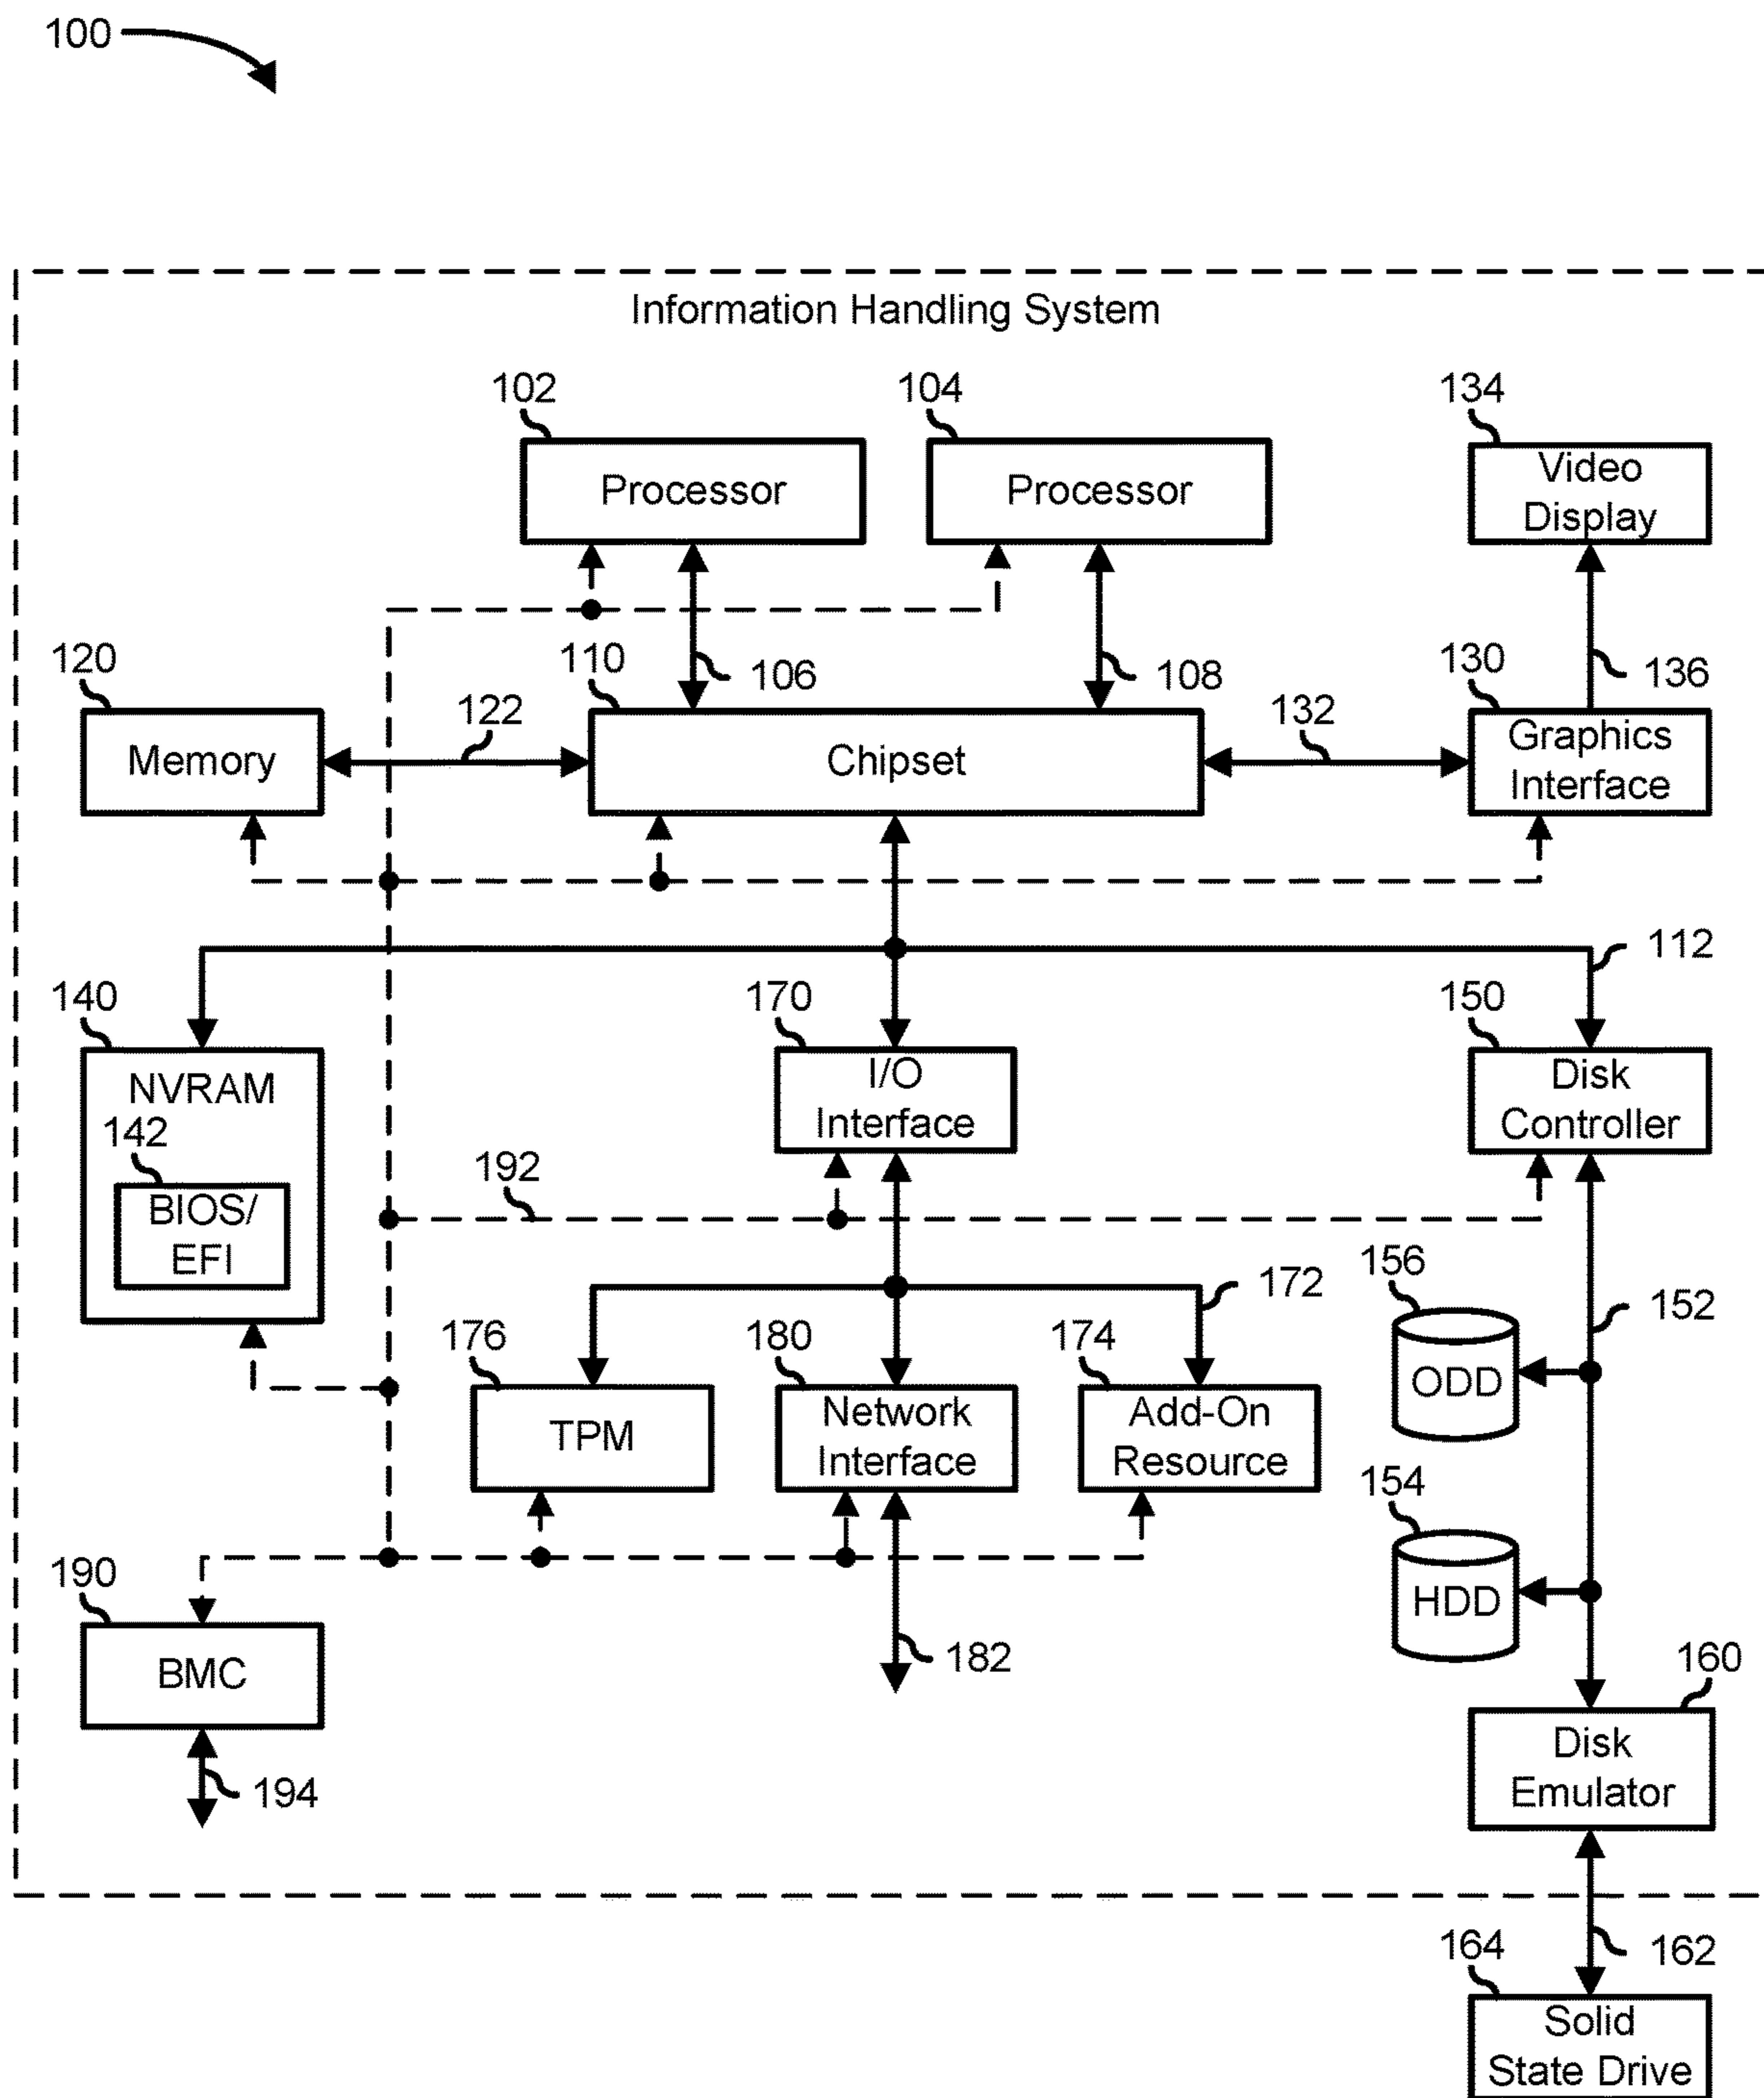 100
Information Handling System
102
104
134
Processor
Processor
Video
Display
120
110
106
108
130
136
122
132
Memory
Chipset
Graphics
Interface
112
140
170
150
NVRAM
I/O
Interface
Disk
Controller
142
BIOS/
EFI
192
156
172
152
176
180
174
ODD
TPM
Network
Interface
Add-On
Resource
154
HDD
190
182
160
BMC
Disk
Emulator
194
164
162
Solid
State Drive